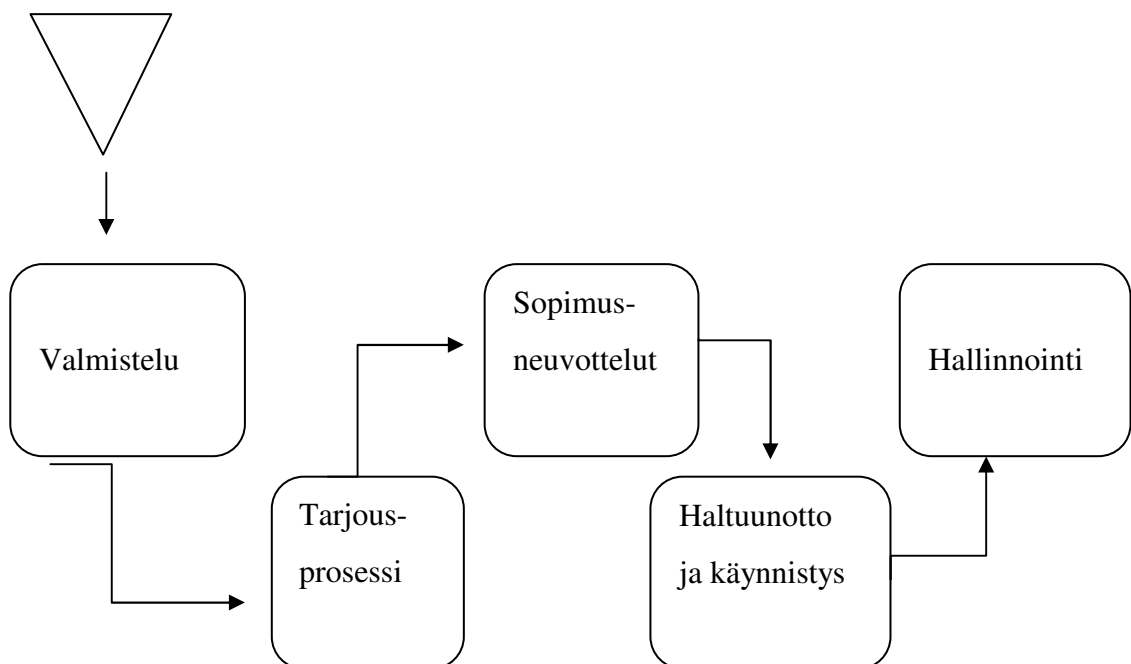 Valmistelu
Tarjous-
prosessi
Sopimus-
neuvottelut
Haltuunotto
ja käynnistys
Hallinnointi